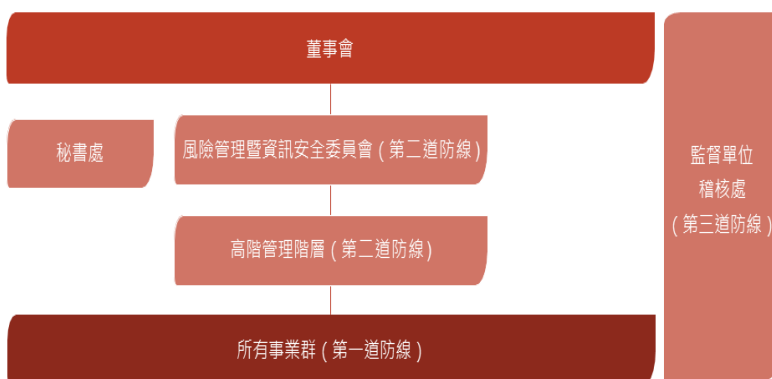 董事會
秘書處
風險管理暨資訊安全委員會 ( 第二道防線 )
高階管理階層 ( 第二道防線 )
所有事業群 ( 第一道防線 )
監督單位
稽核處
( 第三道防線 )